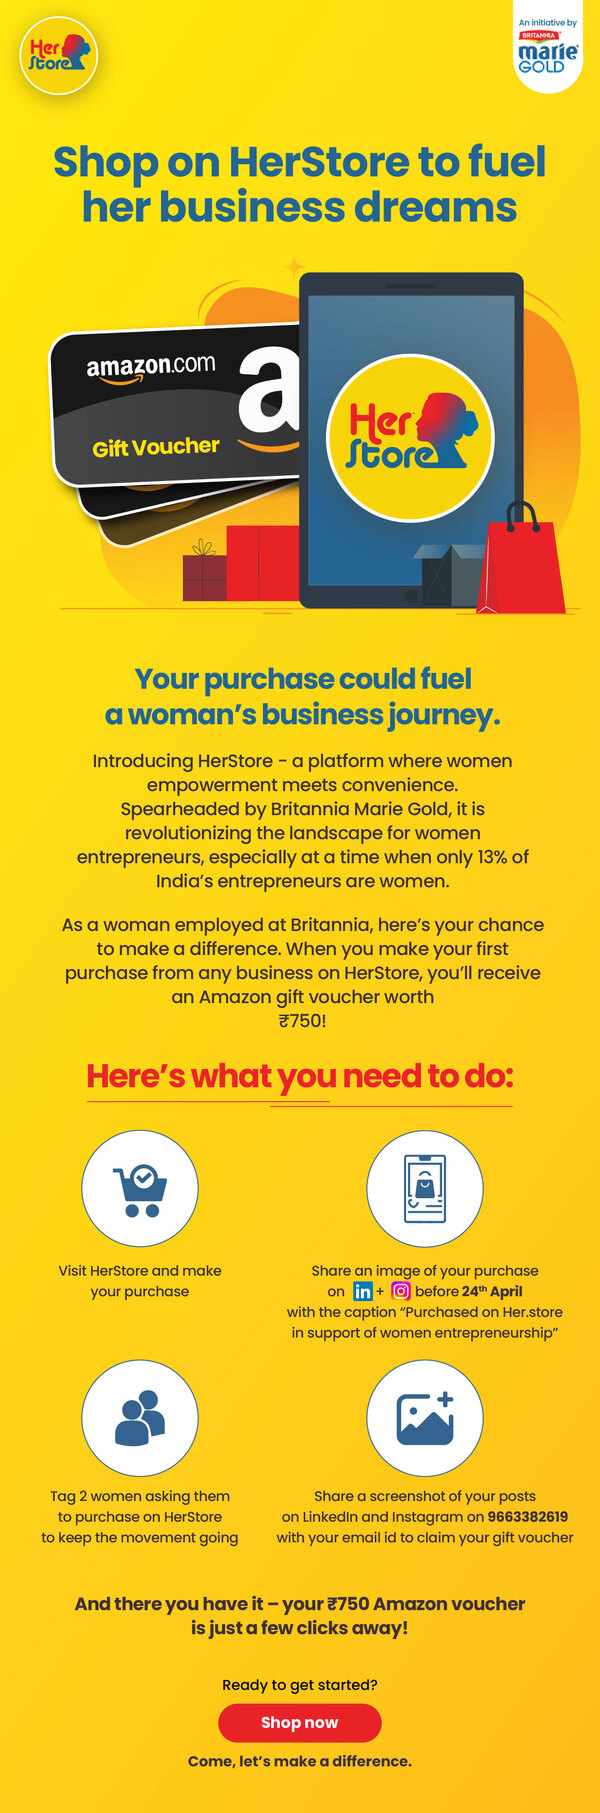 Her
Store
An initiative by
BRITANNIA
marie
GOLD
Shop on HerStore to fuel
her business dreams
amazon.com
a
Gift Voucher
Her
Store
Your purchase could fuel
a woman's business journey.
Introducing HerStore - a platform where women
empowerment meets convenience.
Spearheaded by Britannia Marie Gold, it is
revolutionizing the landscape for women
entrepreneurs, especially at a time when only 13% of
India's entrepreneurs are women.
As a woman employed at Britannia, here's your chance
to make a difference. When you make your first
purchase from any business on HerStore, you'll receive
an Amazon gift voucher worth
₹750!
Here's what you need to do:
Visit HerStore and make
your purchase
Share an image of your purchase
on in + before 24th April
with the caption “Purchased on Her.store
in support of women entrepreneurship”
Tag 2 women asking them
to purchase on HerStore
to keep the movement going
Share a screenshot of your posts
on LinkedIn and Instagram on 9663382619
with your email id to claim your gift voucher
And there you have it – your ₹750 Amazon voucher
is just a few clicks away!
Ready to get started?
Shop now
Come, let's make a difference.